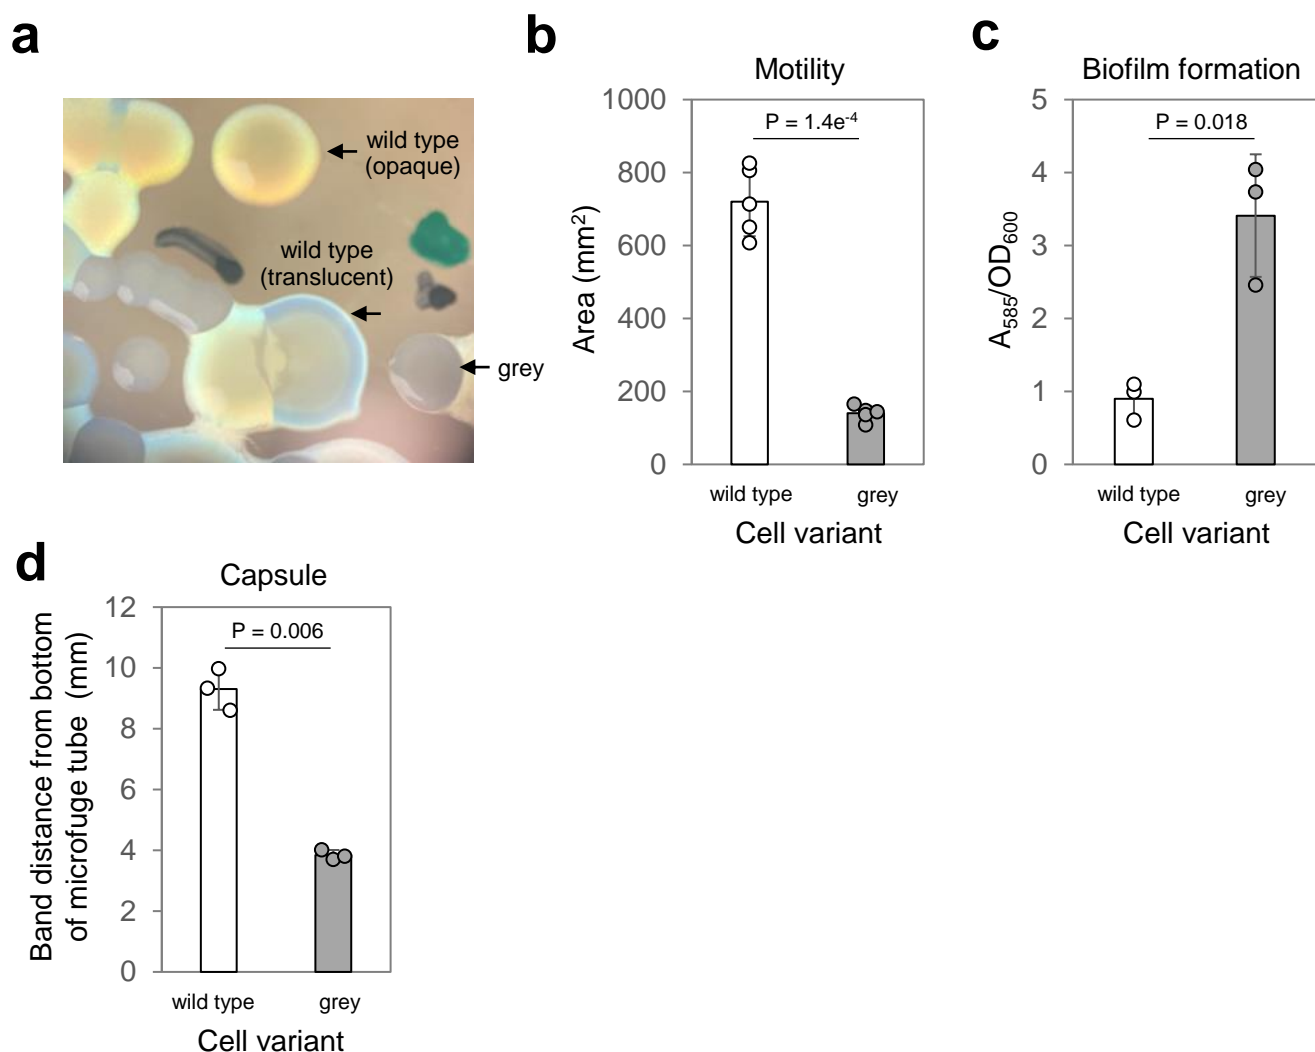 a
wild type
(opaque)
wild type
(translucent)
grey
b
Motility
1000
800
600
400
200
0
Area (mm2)
P = 1.4e-4
wild type
grey
Cell variant
c
Biofilm formation
5
4
3
2
1
0
A585/OD600
P = 0.018
wild type
grey
Cell variant
d
Capsule
12
10
8
6
4
2
0
Band distance from bottom
of microfuge tube (mm)
P = 0.006
wild type
grey
Cell variant